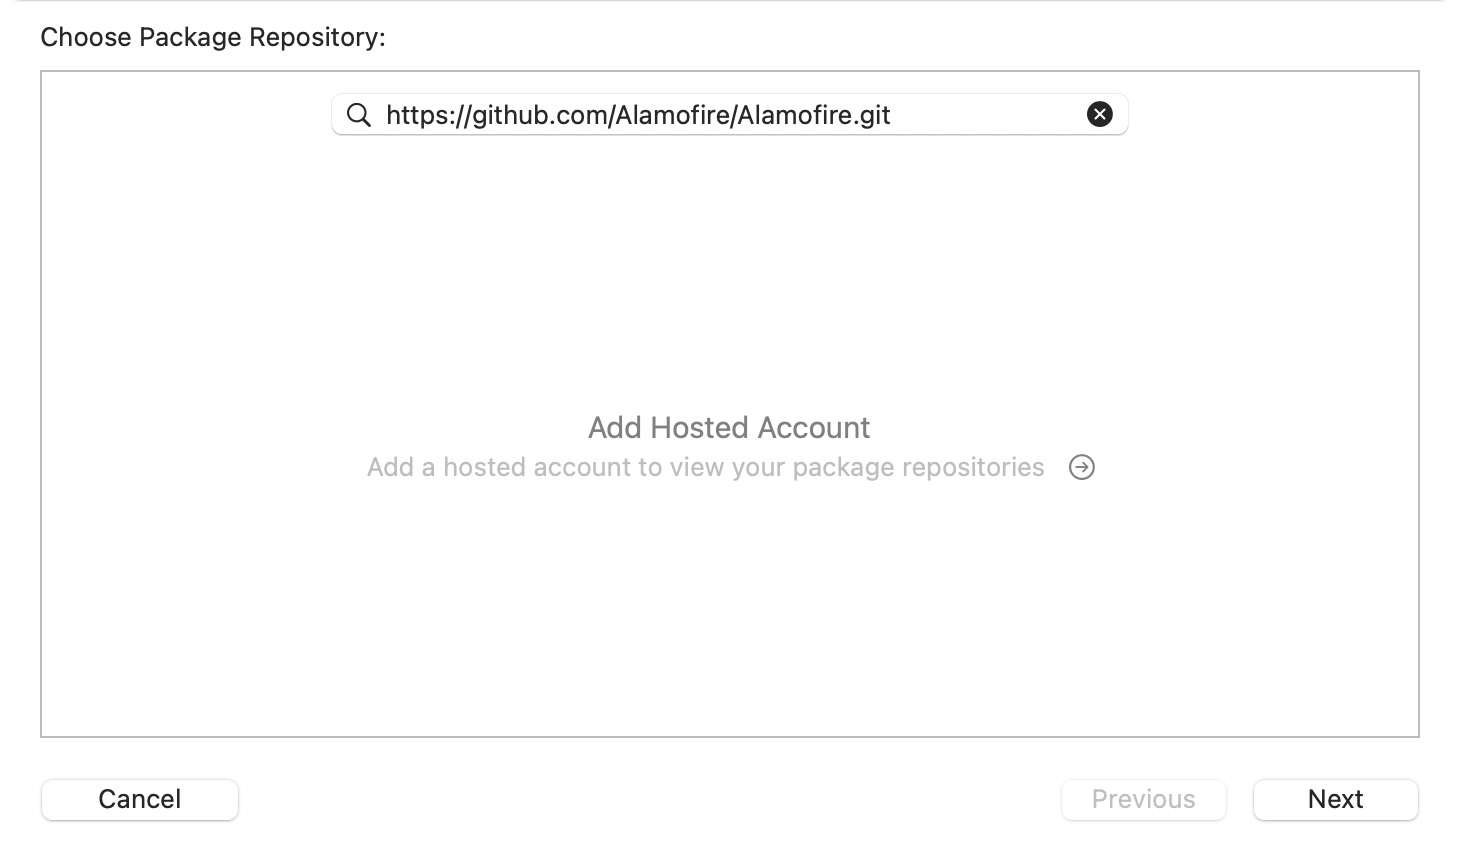 Choose Package Repository:
https://github.com/Alamofire/Alamofire.git
Add Hosted Account
Add a hosted account to view your package repositories
Cancel
Previous
Next